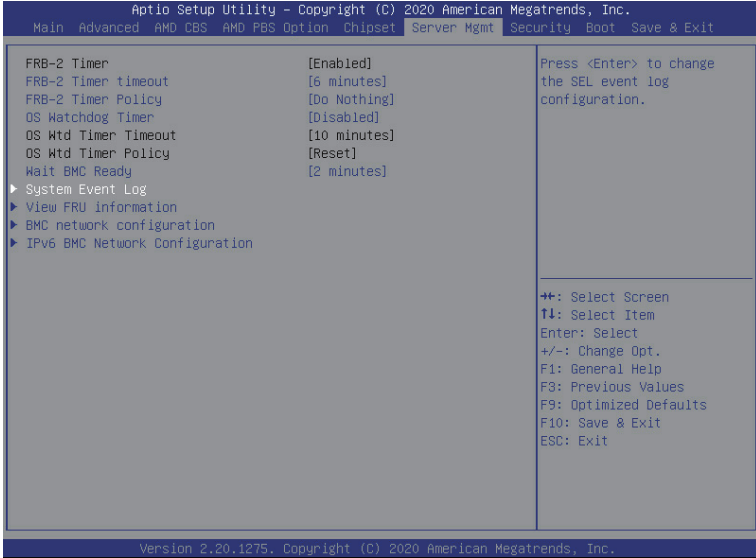 Aptio Setup Utility – Copyright (C) 2020 American Megatrends, Inc.
Main Advanced AMD CBS AMD PBS Option Chipset Server Mgmt Security Boot Save & Exit
FRB-2 Timer [Enabled]
FRB-2 Timer timeout [6 minutes]
FRB-2 Timer Policy [Do Nothing]
OS Watchdog Timer [Disabled]
OS Wtd Timer Timeout [10 minutes]
OS Wtd Timer Policy [Reset]
Wait BMC Ready [2 minutes]
System Event Log
View FRU information
BMC network configuration
IPv6 BMC Network Configuration
Press <Enter> to change
the SEL event log
configuration.
→←: Select Screen
↑↓: Select Item
Enter: Select
+/-: Change Opt.
F1: General Help
F3: Previous Values
F9: Optimized Defaults
F10: Save & Exit
ESC: Exit
Version 2.20.1275. Copyright (C) 2020 American Megatrends, Inc.